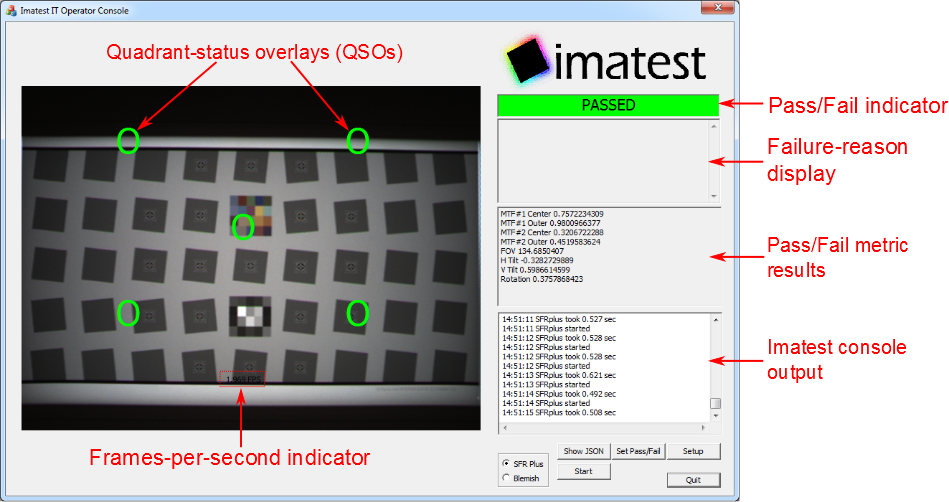 Imatest IT Operator Console
Quadrant-status overlays (QSOs)
imatest
PASSED
Pass/Fail indicator
Failure-reason
display
MTF#1 Center 0.7572234309
MTF#1 Outer 0.9800966377
MTF#2 Center 0.3206722288
MTF#2 Outer 0.4519583624
FOV 134.6850407
H Tilt -0.3282729889
V Tilt 0.5986614599
Rotation 0.3757868423
Pass/Fail metric
results
14:51:11 SFRplus took 0.527 sec
14:51:11 SFRplus started
14:51:12 SFRplus took 0.528 sec
14:51:12 SFRplus started
14:51:12 SFRplus took 0.528 sec
14:51:12 SFRplus started
14:51:13 SFRplus took 0.621 sec
14:51:13 SFRplus started
14:51:14 SFRplus took 0.492 sec
14:51:14 SFRplus started
14:51:15 SFRplus took 0.508 sec
Imatest console
output
1.969 FPS
Frames-per-second indicator
SFR Plus
Blemish
Show JSON
Set Pass/Fail
Setup
Start
Quit